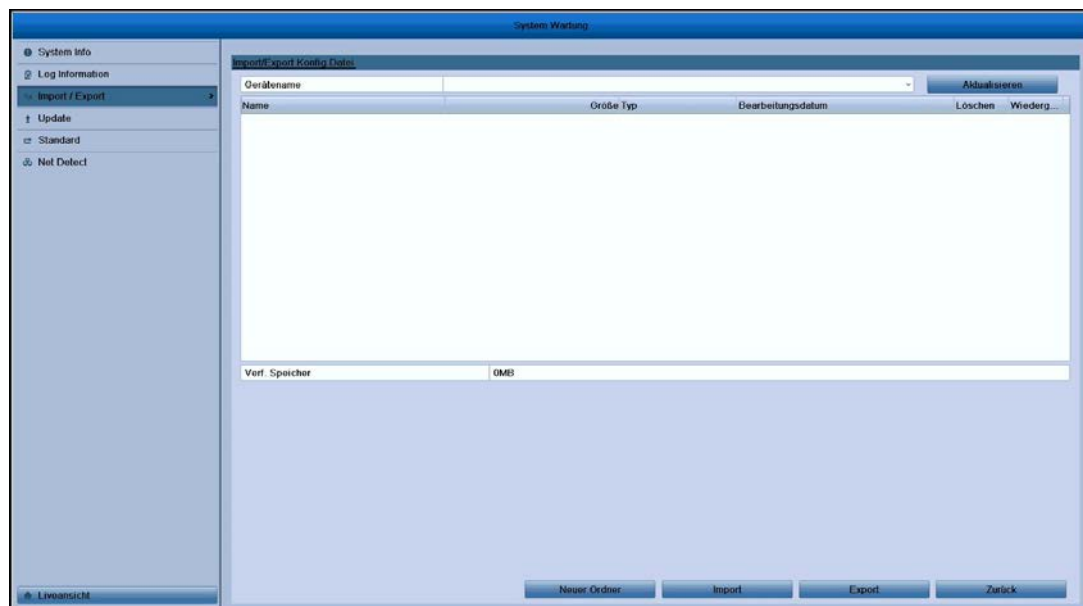 System Wartung
System Info
Log Information
Import / Export
Update
Standard
Net Detect
Import/Export Konfig Datei
Gerätename
Aktualisieren
Name Größe Typ Bearbeitungsdatum Löschen Wiederg...
Verf. Speicher 0MB
Neuer Ordner Import Export Zurück
Liveansicht